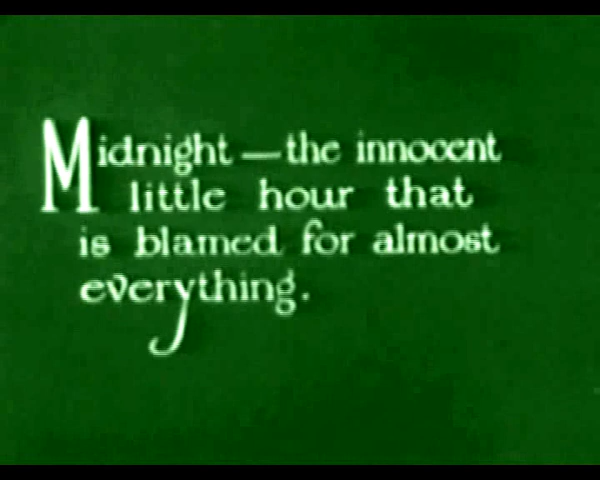 Midnight — the innocent
little hour that
is blamed for almost
everything.